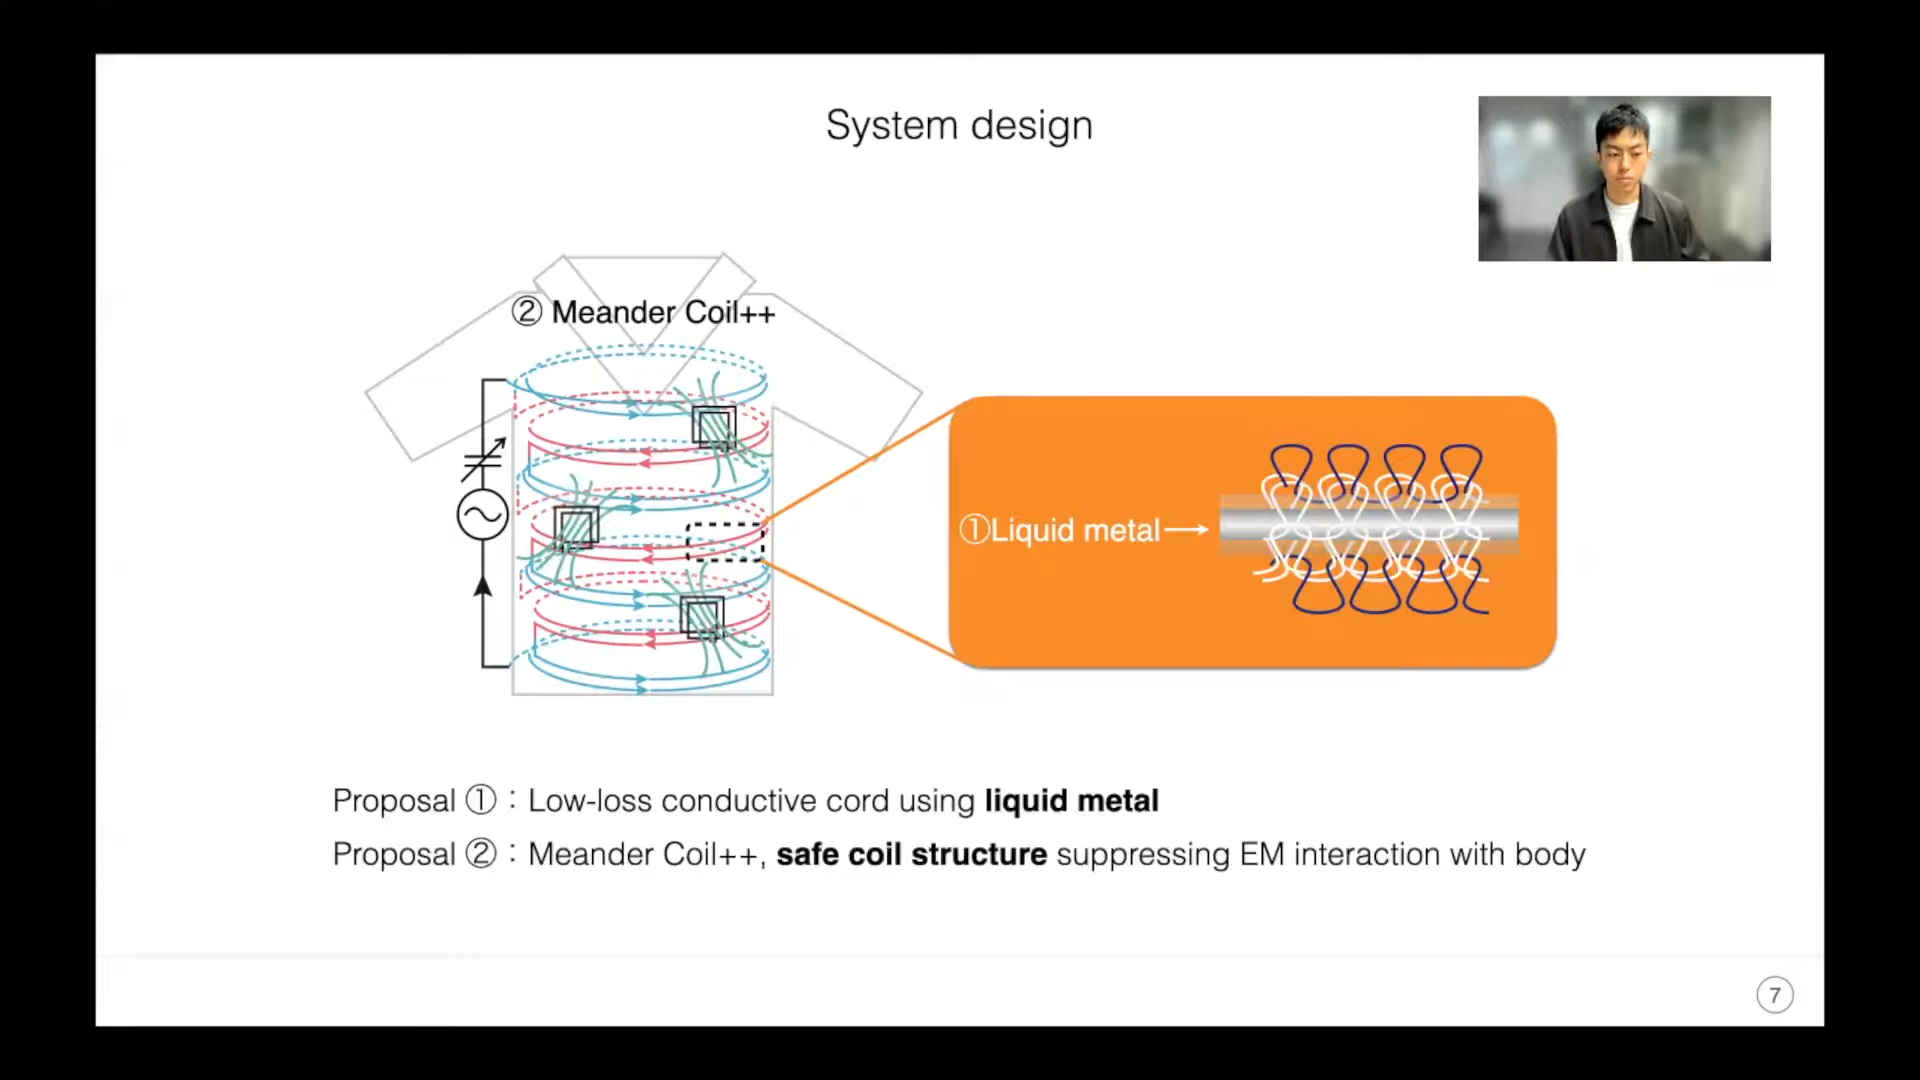 System design
② Meander Coil++
①Liquid metal
Proposal ①：Low-loss conductive cord using liquid metal
Proposal ②：Meander Coil++, safe coil structure suppressing EM interaction with body
7